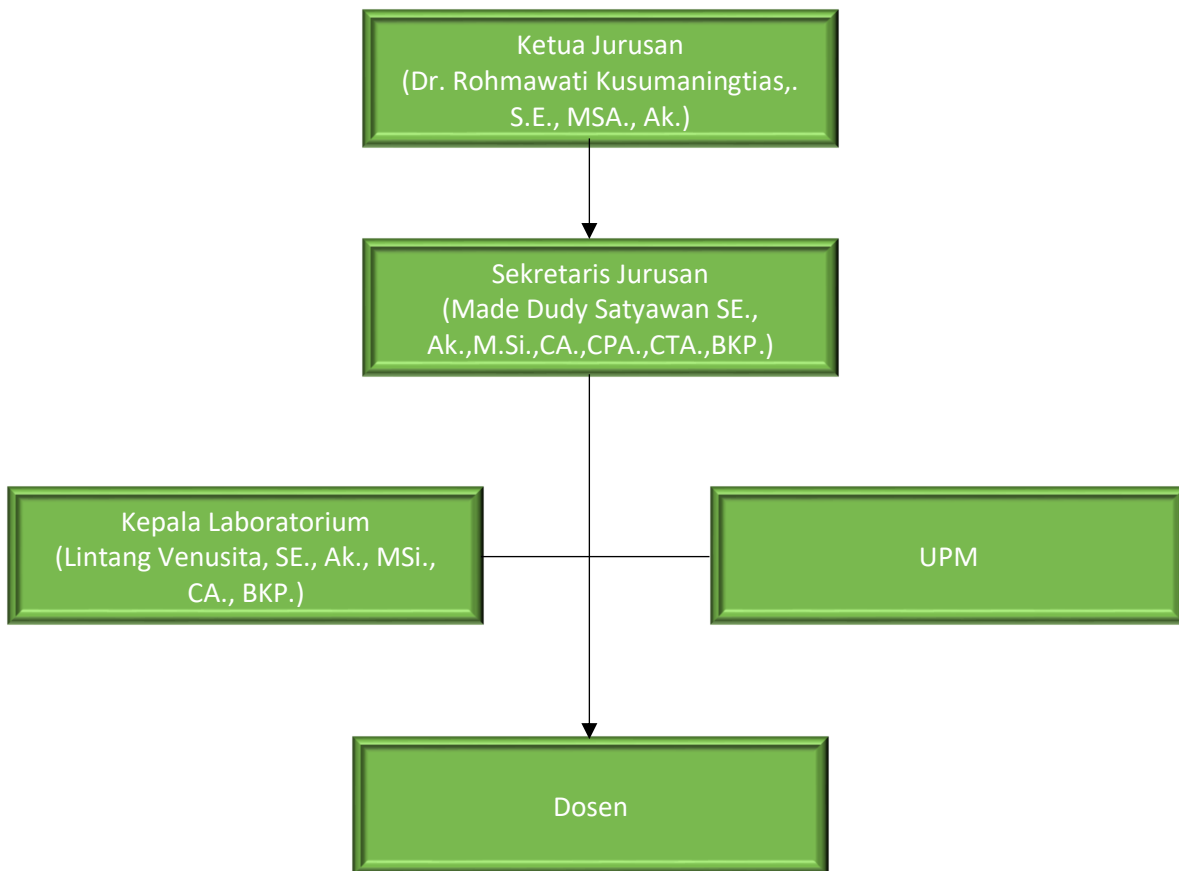 Ketua Jurusan
(Dr. Rohmawati Kusumaningtias,.
S.E., MSA., Ak.)
Sekretaris Jurusan
(Made Dudy Satyawan SE.,
Ak.,M.Si.,CA.,CPA.,CTA.,BKP.)
Kepala Laboratorium
(Lintang Venusita, SE., Ak., MSi.,
CA., BKP.)
UPM
Dosen